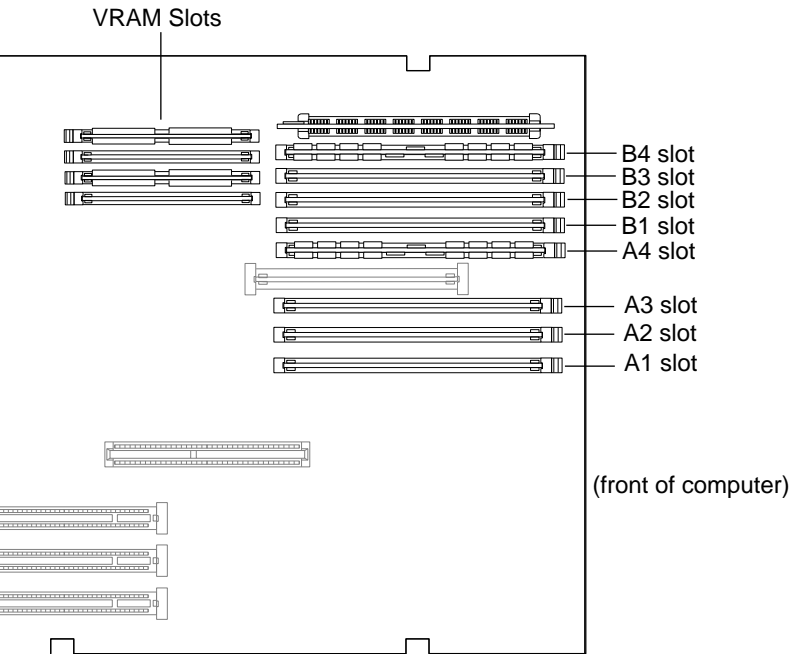 VRAM Slots
B4 slot
B3 slot
B2 slot
B1 slot
A4 slot
A3 slot
A2 slot
A1 slot
(front of computer)